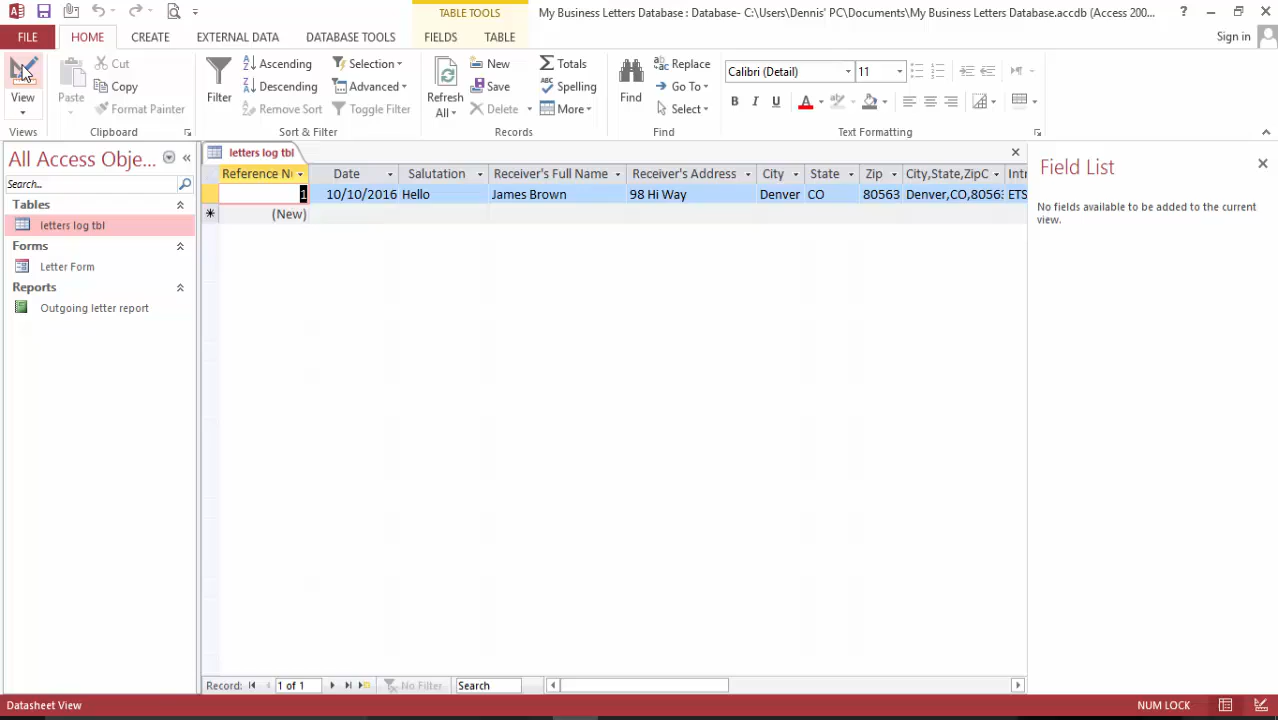 TABLE TOOLS
My Business Letters Database : Database- C:\Users\Dennis' PC\Documents\My Business Letters Database.accdb (Access 200...
?
FILE HOME CREATE EXTERNAL DATA DATABASE TOOLS FIELDS TABLE Sign in
View
Views
Paste
Cut
Copy
Format Painter
Clipboard
Filter
Ascending
Descending
Remove Sort
Selection
Advanced
Toggle Filter
Sort & Filter
Refresh
All
New
Save
Delete
Totals
Spelling
More
Records
Find
Replace
Go To
Select
Find
Calibri (Detail) 11
B I U A
Text Formatting
All Access Obje...
Search...
Tables
letters log tbl
Forms
Letter Form
Reports
Outgoing letter report
letters log tbl
Reference Nu Date Salutation Receiver's Full Name Receiver's Address City State Zip City,State,ZipC Intr
1 10/10/2016 Hello James Brown 98 Hi Way Denver CO 80563 Denver,CO,8056 ETS
(New)
Field List
No fields available to be added to the current
view.
Record: 1 of 1 No Filter Search
Datasheet View NUM LOCK